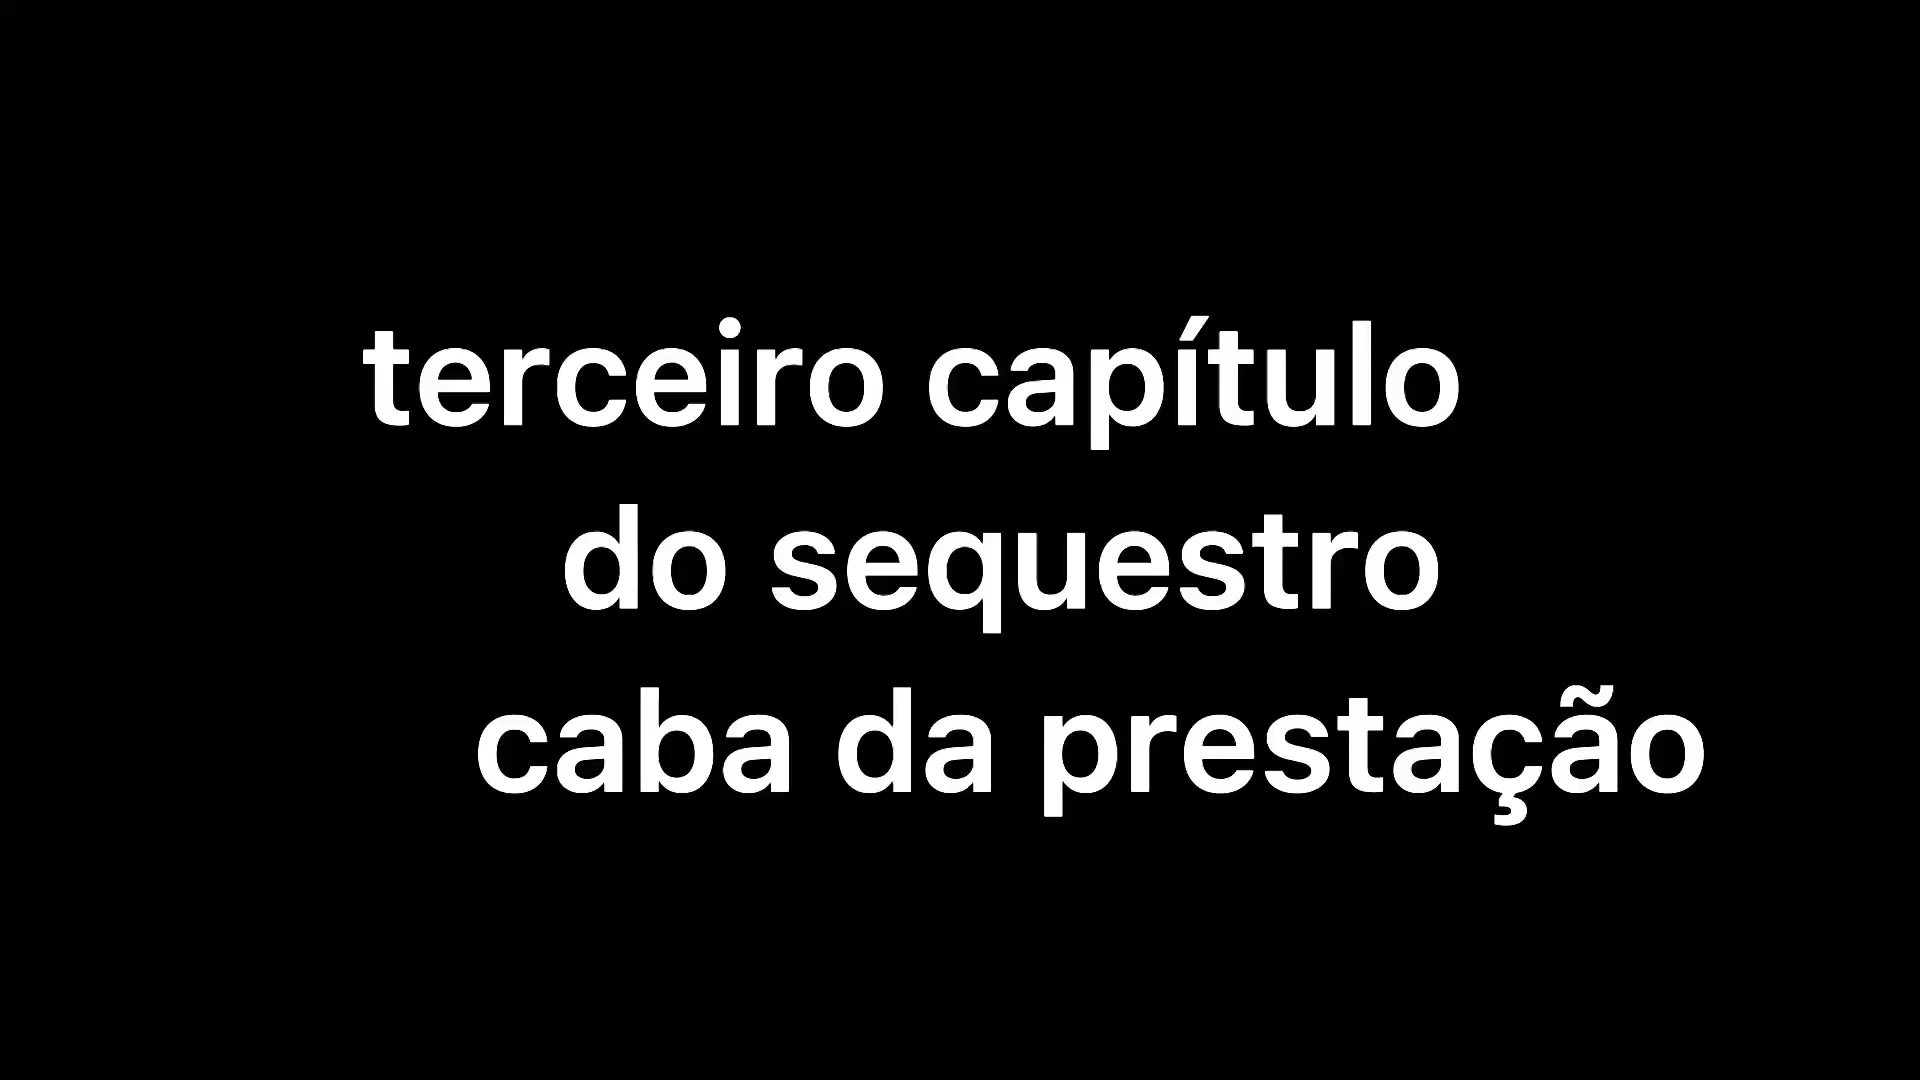 terceiro capítulo
do sequestro
caba da prestação